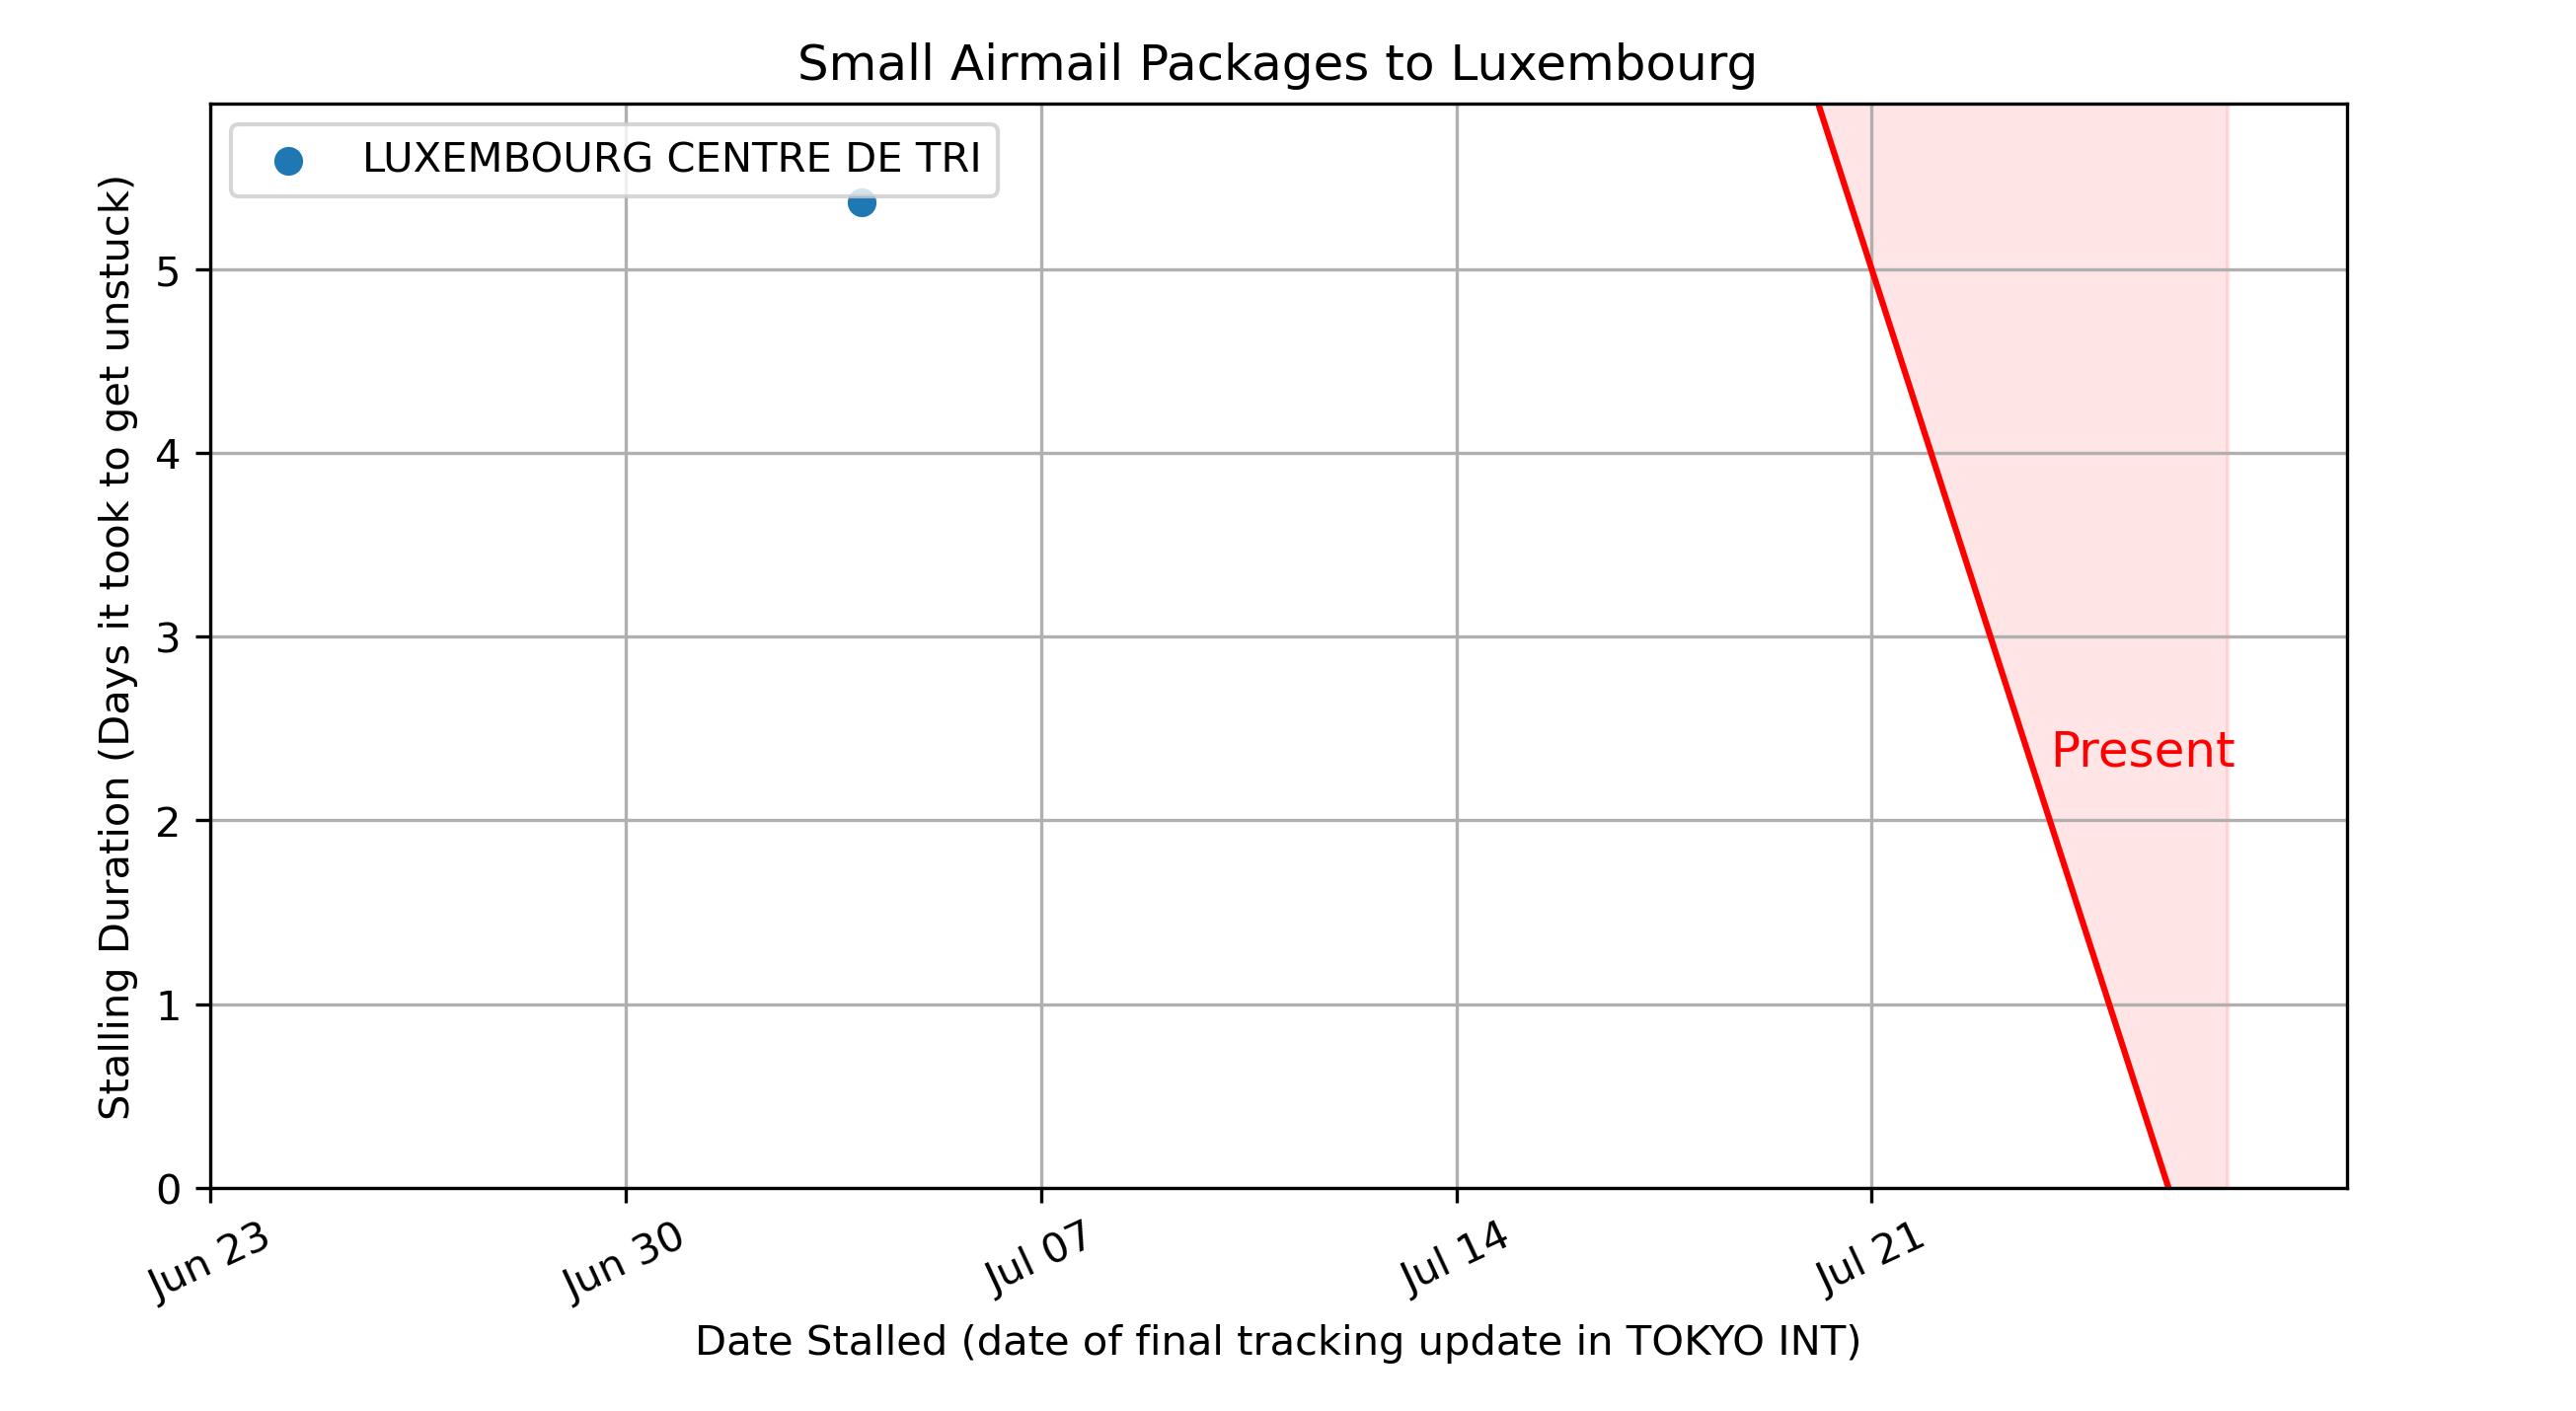 Small Airmail Packages to Luxembourg
LUXEMBOURG CENTRE DE TRI
Stalling Duration (Days it took to get unstuck)
5
4
3
2
1
0
Present
Jun 23
Jun 30
Jul 07
Jul 14
Jul 21
Date Stalled (date of final tracking update in TOKYO INT)